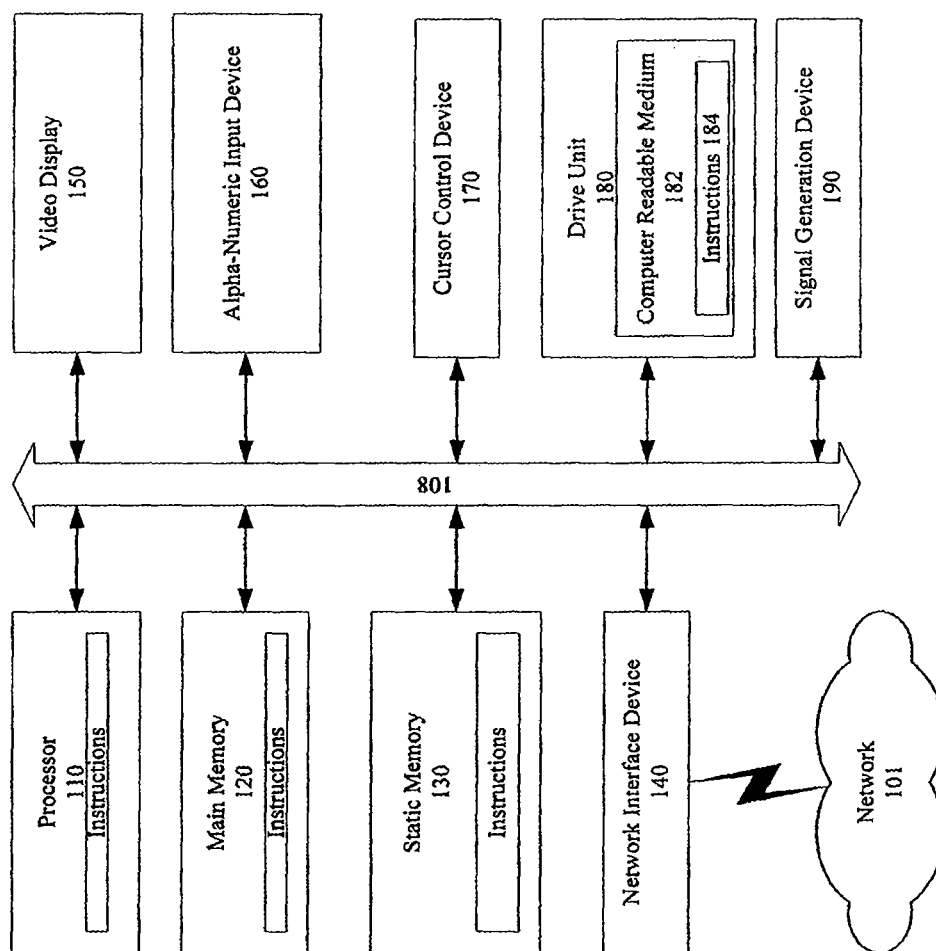 Processor
110
Instructions
Main Memory
120
Instructions
Static Memory
130
Instructions
Network Interface Device
140
Network
101
108
Video Display
150
Alpha-Numeric Input Device
160
Cursor Control Device
170
Drive Unit
180
Computer Readable Medium
182
Instructions 184
Signal Generation Device
190